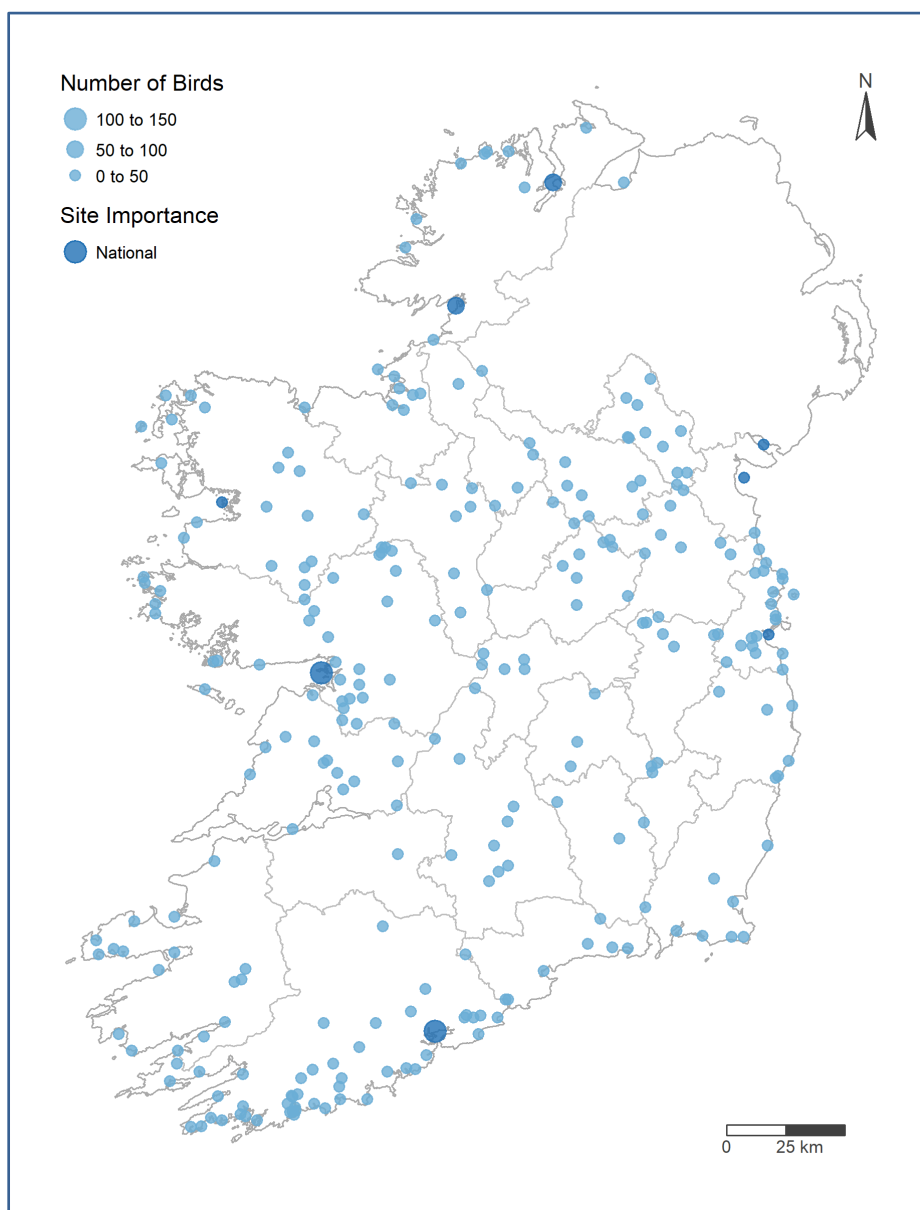 Number of Birds
100 to 150
50 to 100
0 to 50
Site Importance
National
N
0 25 km